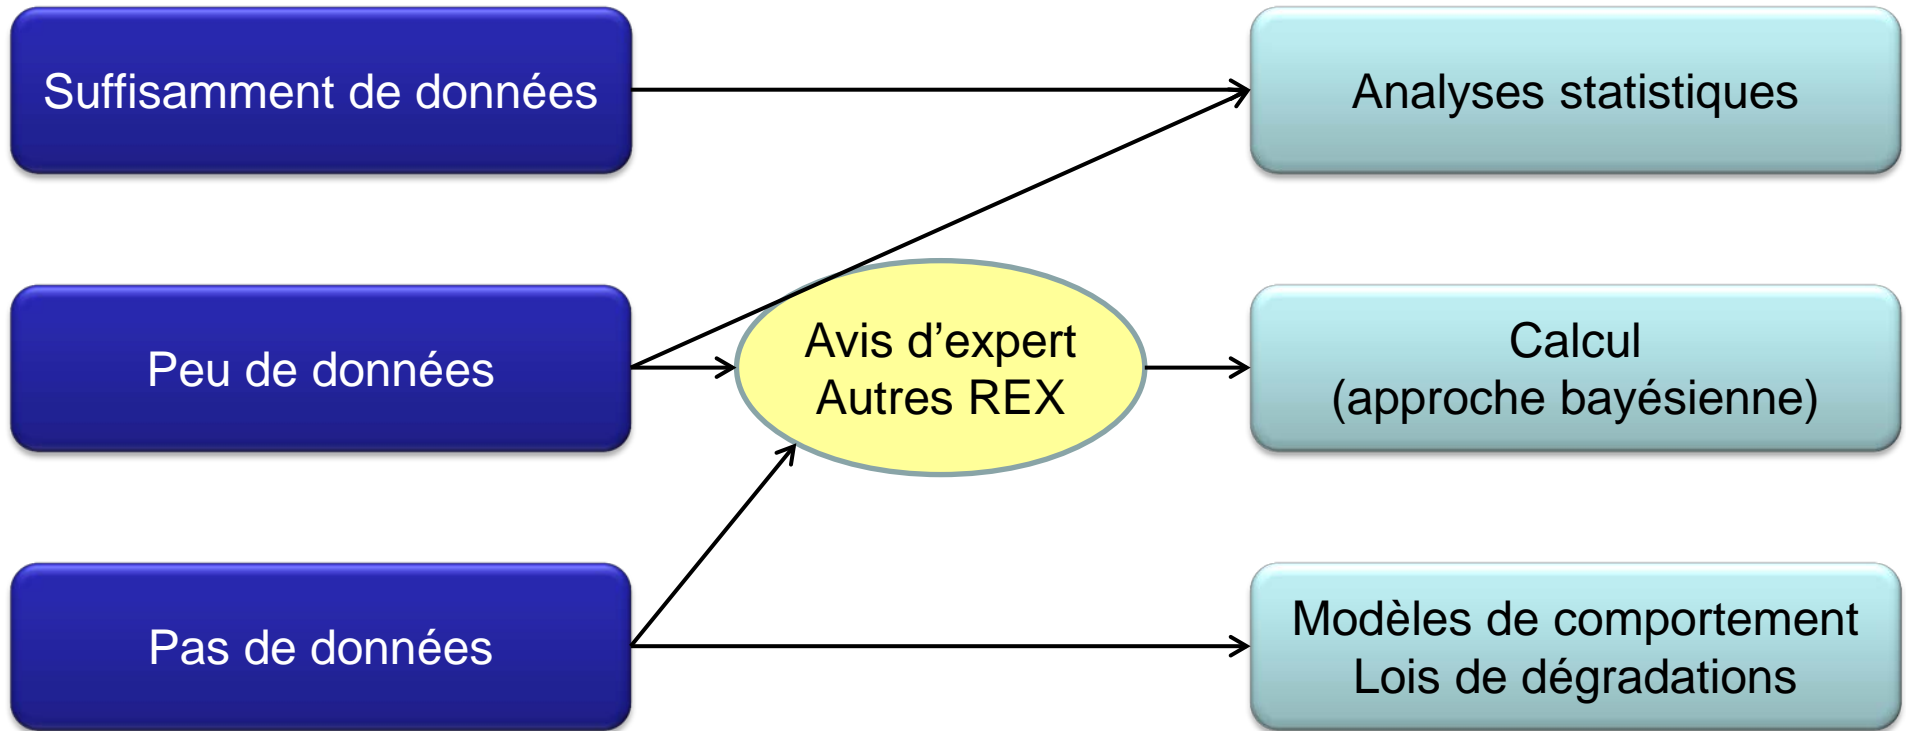 Suffisamment de données
Analyses statistiques
Peu de données
Avis d’expert
Autres REX
Calcul
(approche bayésienne)
Pas de données
Modèles de comportement
Lois de dégradations